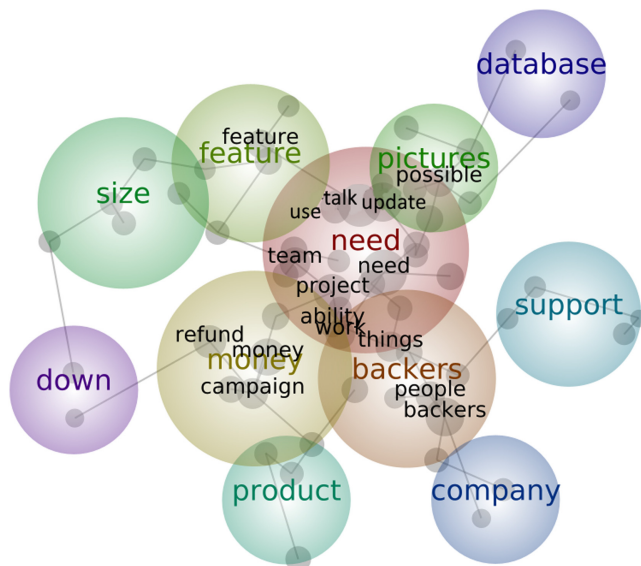 database
feature
feature
pictures
possible
size
talk
update
use
need
team
need
project
support
ability
work
refund
things
money
money
backers
down
campaign
people
backers
product
company